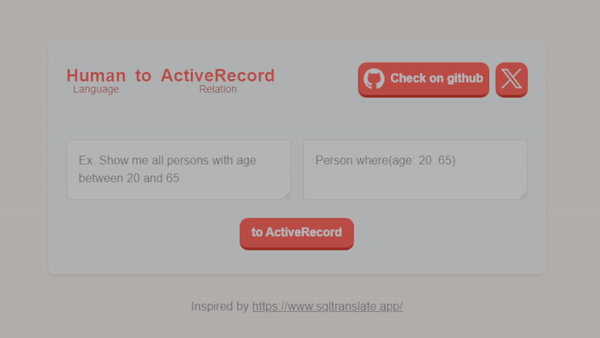 Human to ActiveRecord
Language Relation
Check on github
Ex. Show me all persons with age
between 20 and 65
Person.where(age: 20..65)
to ActiveRecord
Inspired by https://www.sqltranslate.app/